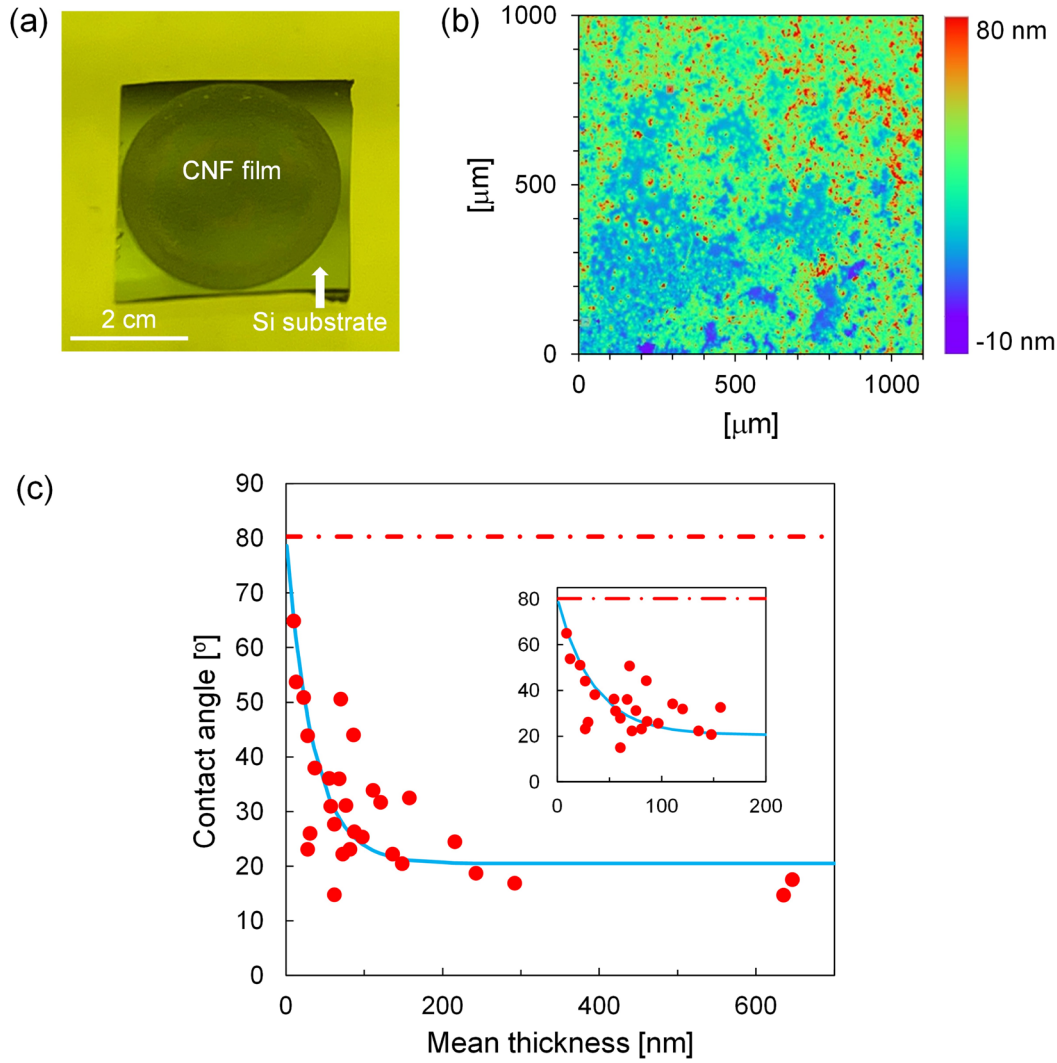 (a)
CNF film
Si substrate
2 cm
(b)
1000
500
0
[μm]
0
500
1000
[μm]
80 nm
-10 nm
(c)
90
80
70
60
50
40
30
20
10
0
Contact angle [º]
0
200
400
600
Mean thickness [nm]
80
60
40
20
0
0
100
200